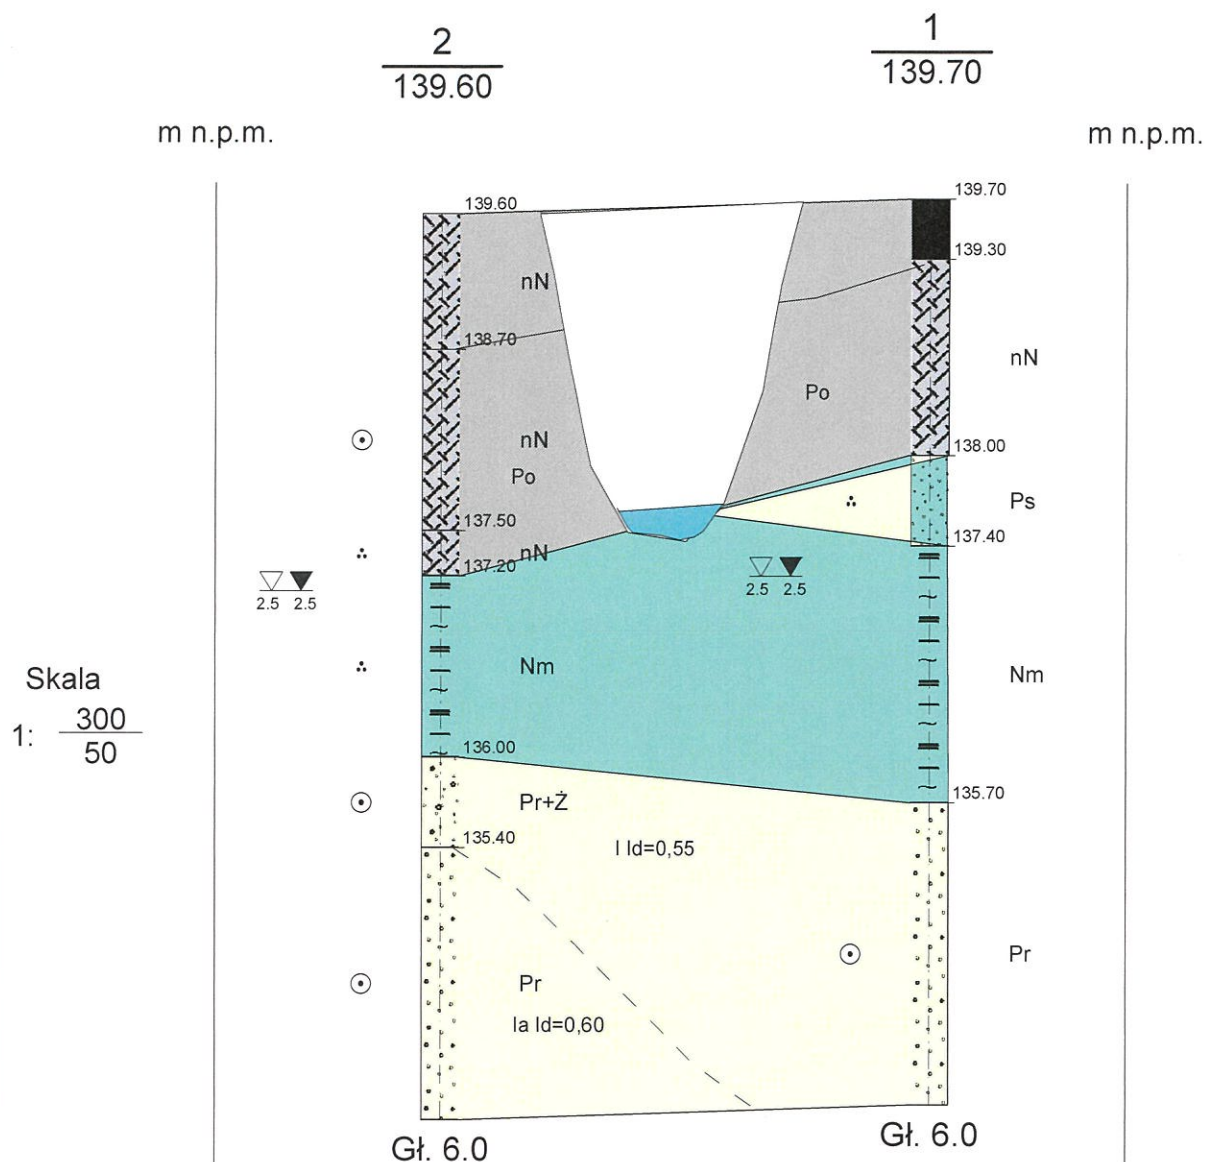 2
139.60
1
139.70
m n.p.m.
m n.p.m.
139.60
139.70
139.30
nN
138.70
nN
Po
nN
Po
138.00
Ps
137.50
nN
137.20
137.40
2.5 2.5
2.5 2.5
Nm
Nm
Skala
1: 300
50
136.00
135.70
Pr+Ż
I Id=0,55
135.40
Pr
Pr
Ia Id=0,60
Gł. 6.0
Gł. 6.0